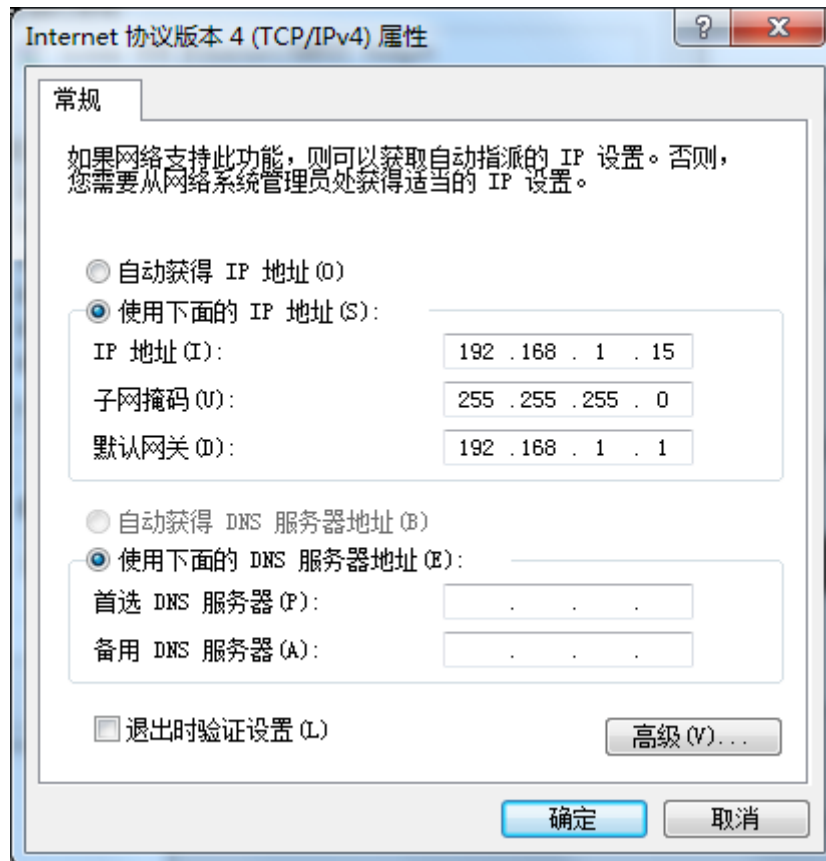 Internet 协议版本 4 (TCP/IPv4) 属性
常规
如果网络支持此功能，则可以获取自动指派的 IP 设置。否则，
您需要从网络系统管理员处获得适当的 IP 设置。
自动获得 IP 地址(O)
使用下面的 IP 地址(S):
IP 地址(I): 192 .168 . 1 . 15
子网掩码(U): 255 .255 .255 . 0
默认网关(D): 192 .168 . 1 . 1
自动获得 DNS 服务器地址(B)
使用下面的 DNS 服务器地址(E):
首选 DNS 服务器(P): . . .
备用 DNS 服务器(A): . . .
退出时验证设置(L)
高级(V)...
确定 取消